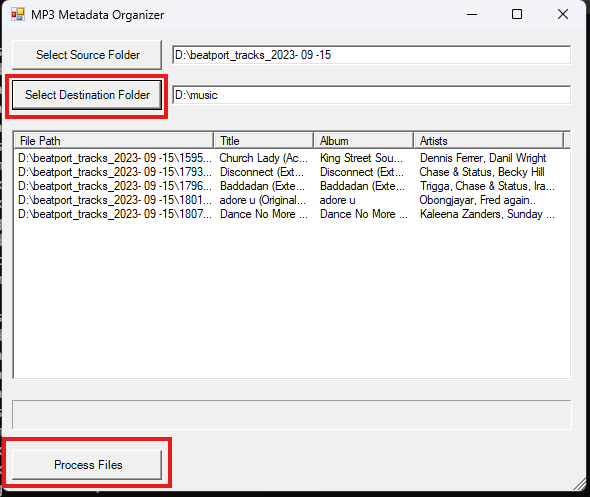 MP3 Metadata Organizer
Select Source Folder D:\beatport_tracks_2023- 09 -15
Select Destination Folder D:\music
File Path Title Album Artists
D:\beatport_tracks_2023- 09 -15\1595... Church Lady (Ac... King Street Sou... Dennis Ferrer, Danil Wright
D:\beatport_tracks_2023- 09 -15\1793... Disconnect (Ext... Disconnect (Ext... Chase & Status, Becky Hill
D:\beatport_tracks_2023- 09 -15\1796... Baddadan (Exte... Baddadan (Exte... Trigga, Chase & Status, Ira...
D:\beatport_tracks_2023- 09 -15\1801... adore u (Original... adore u Obongjayar, Fred again..
D:\beatport_tracks_2023- 09 -15\1807... Dance No More ... Dance No More ... Kaleena Zanders, Sunday ...
Process Files